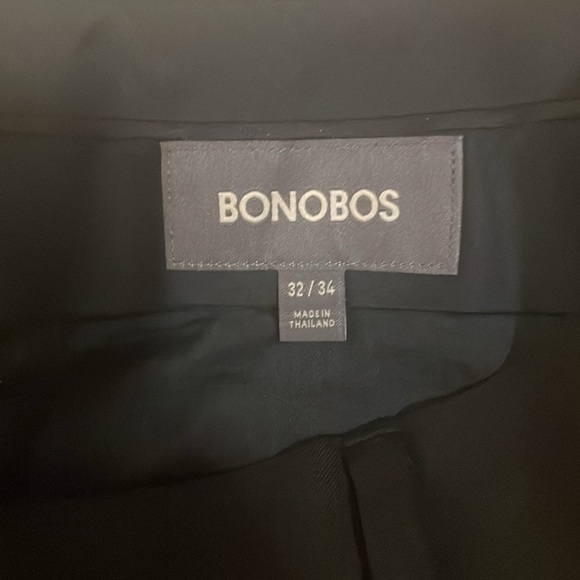 BONOBOS
32 / 34
MADE IN
THAILAND